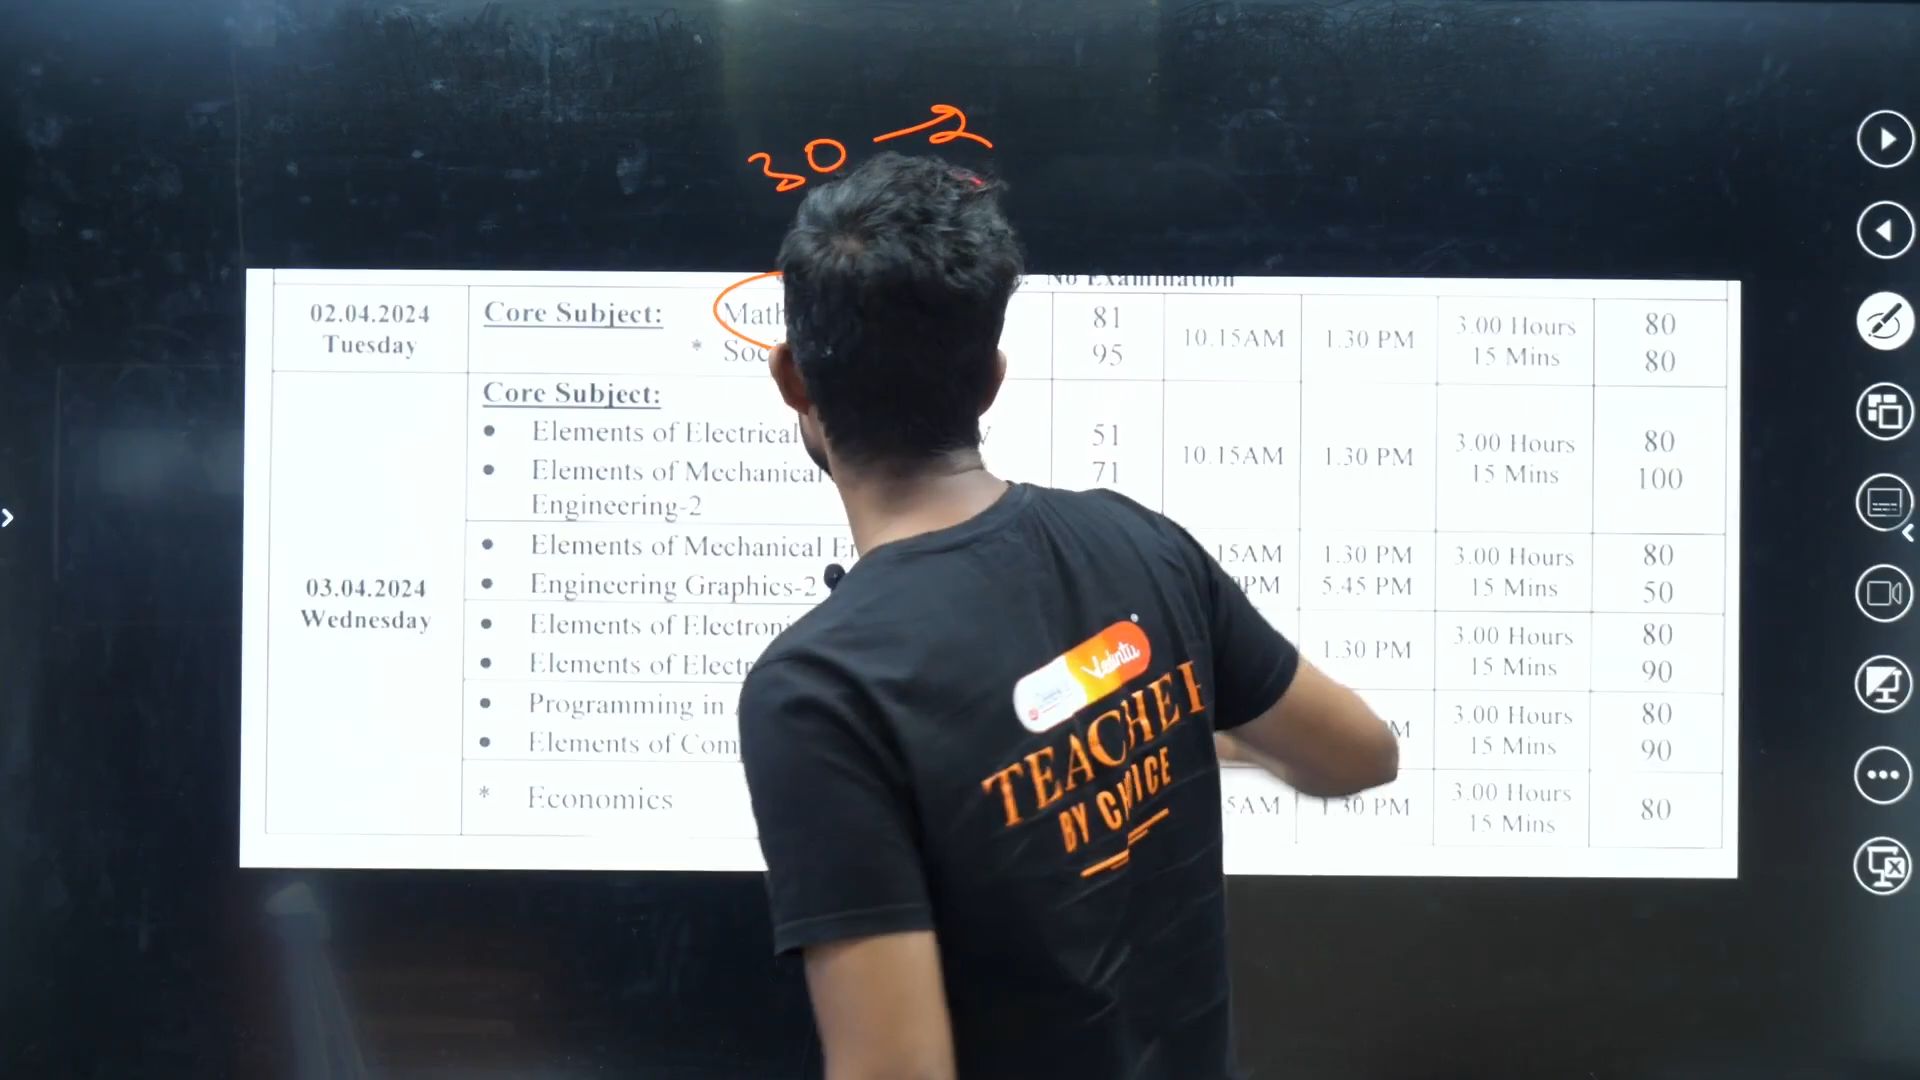 30 → 2
No Examination
02.04.2024
Tuesday
Core Subject:
81
95
10.15AM
1.30 PM
3.00 Hours
15 Mins
80
80
03.04.2024
Wednesday
Core Subject:
• Elements of Electrical
• Elements of Mechanical
Engineering-2
51
71
10.15AM
1.30 PM
3.00 Hours
15 Mins
80
100
• Elements of Mechanical
• Engineering Graphics-2
1.30 PM
5.45 PM
3.00 Hours
15 Mins
80
50
• Elements of
• Elements of
1.30 PM
3.00 Hours
15 Mins
80
90
• Programming in
• Elements of
3.00 Hours
15 Mins
80
90
* Economics
1.30 PM
3.00 Hours
15 Mins
80
Vedantu
TEACHER
BY CHOICE